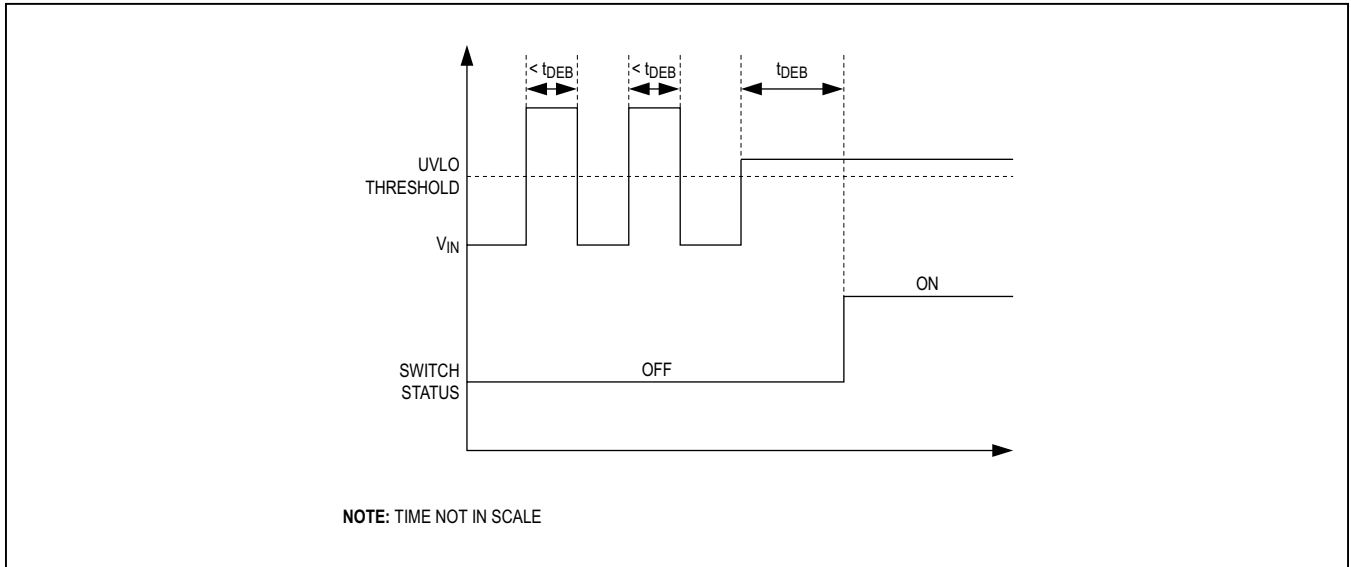 < tDEB
< tDEB
tDEB
UVLO
THRESHOLD
VIN
ON
SWITCH
STATUS
OFF
NOTE: TIME NOT IN SCALE